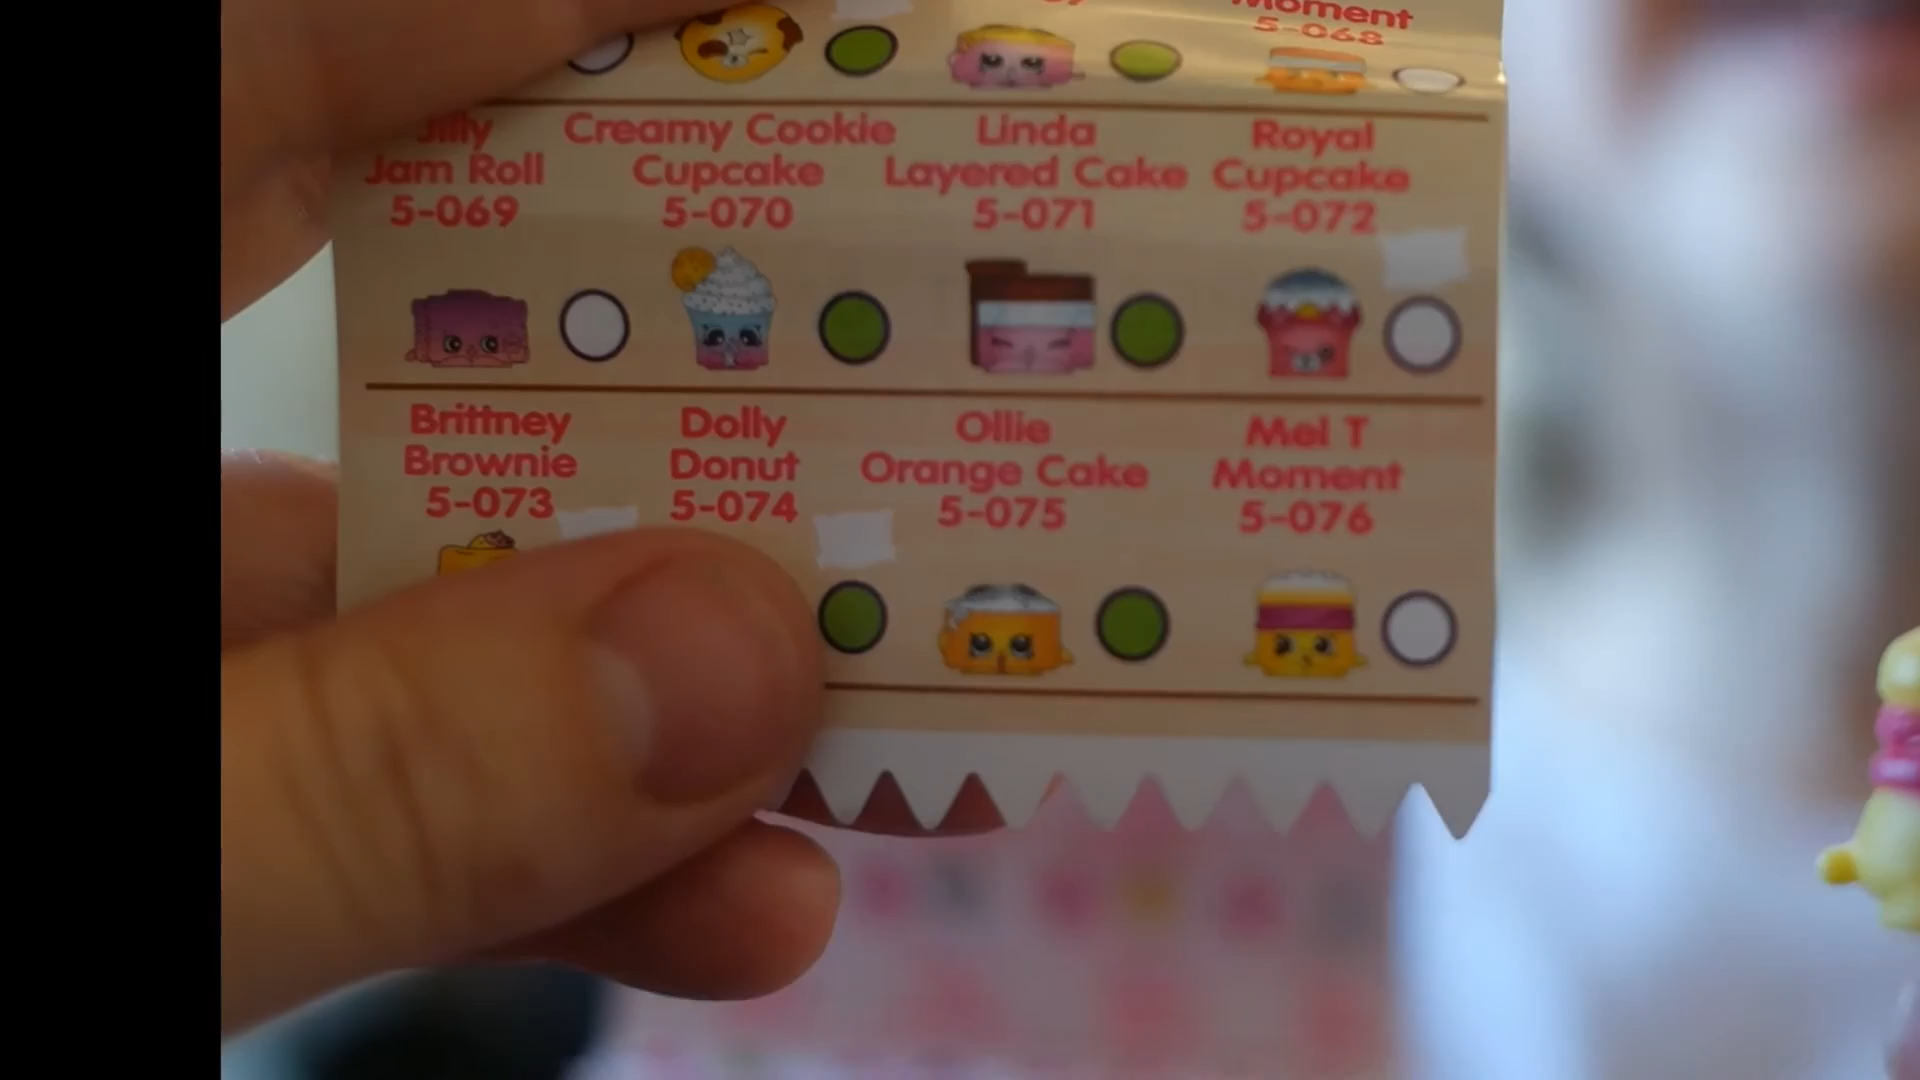 Moment
5-068
Jilly
Jam Roll
5-069
Creamy Cookie
Cupcake
5-070
Linda
Layered Cake
5-071
Royal
Cupcake
5-072
Brittney
Brownie
5-073
Dolly
Donut
5-074
Ollie
Orange Cake
5-075
Mel T
Moment
5-076